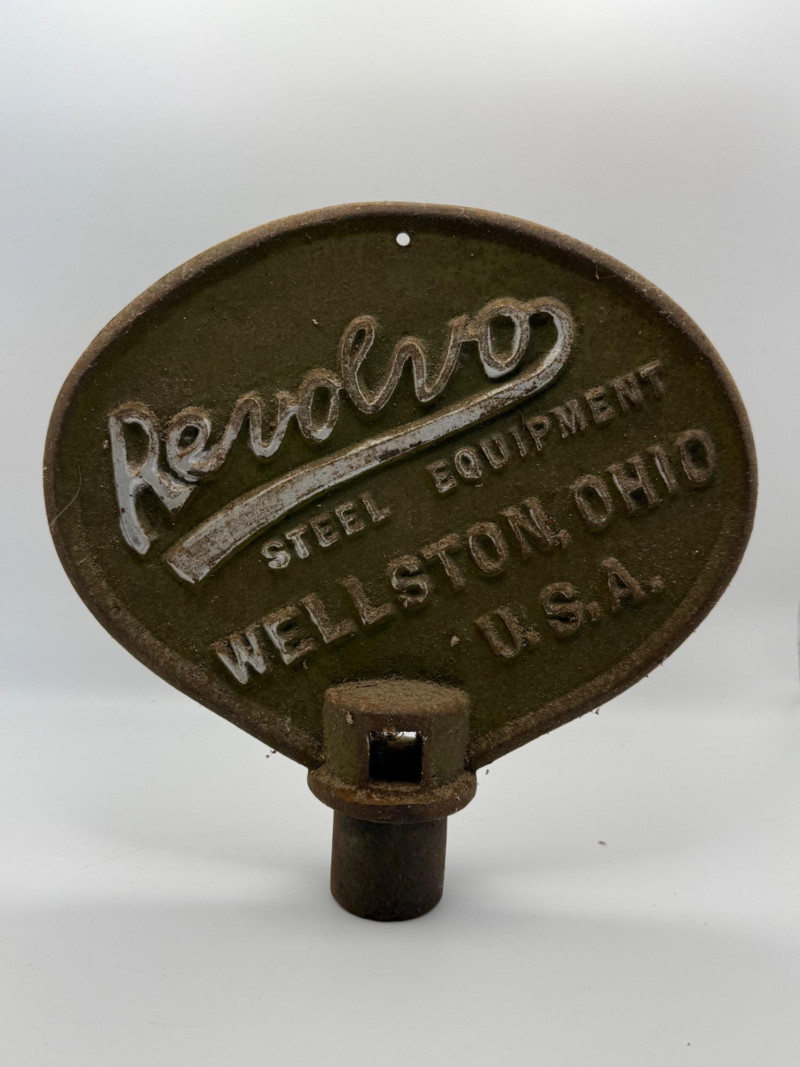 Revolvo
STEEL EQUIPMENT
WELLSTON, OHIO
U.S.A.